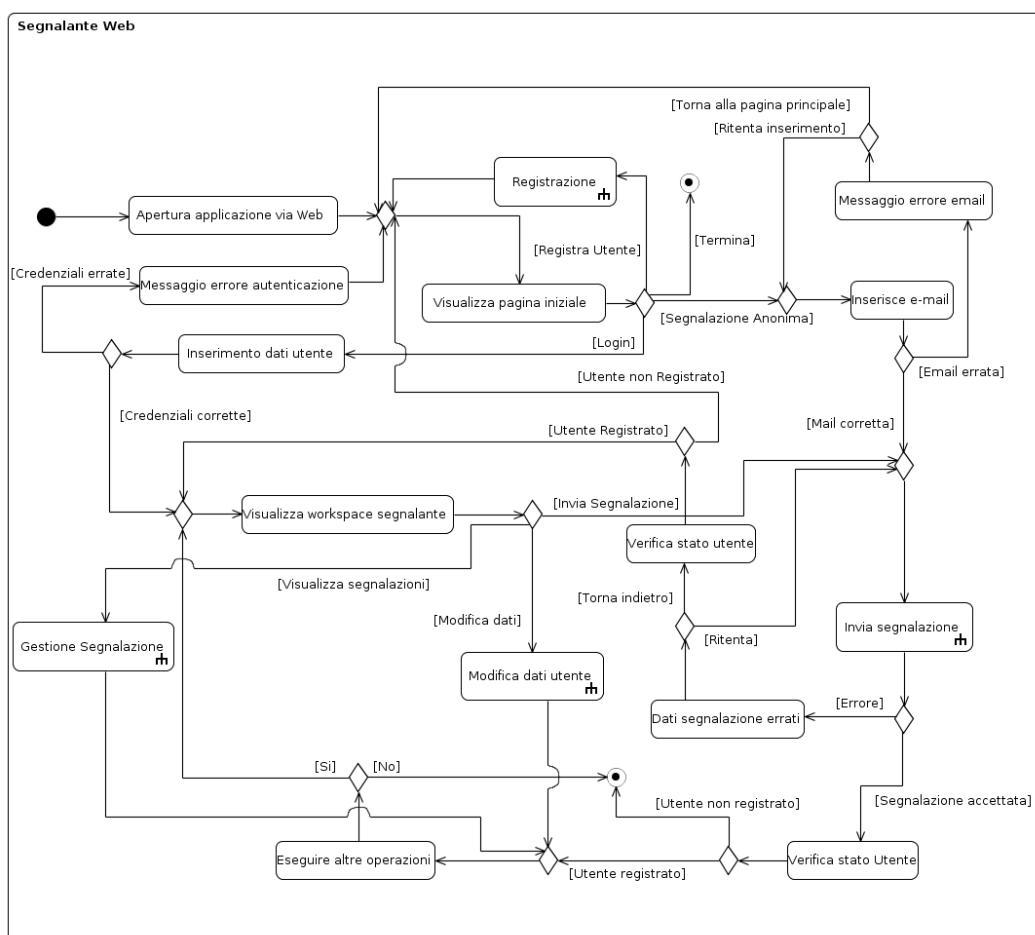 Segnalante Web
[Torna alla pagina principale]
[Ritenta inserimento]
Registrazione
Messaggio errore email
Apertura applicazione via Web
[Registra Utente]
[Termina]
[Credenziali errate]
Messaggio errore autenticazione
Visualizza pagina iniziale
Inserisce e-mail
[Segnalazione Anonima]
[Login]
Inserimento dati utente
[Email errata]
[Utente non Registrato]
[Credenziali corrette]
[Mail corretta]
[Utente Registrato]
[Invia Segnalazione]
Visualizza workspace segnalante
Verifica stato utente
[Visualizza segnalazioni]
[Torna indietro]
[Modifica dati]
Invia segnalazione
[Ritenta]
Gestione Segnalazione
Modifica dati utente
[Errore]
Dati segnalazione errati
[Si]
[No]
[Utente non registrato]
[Segnalazione accettata]
Eseguire altre operazioni
Verifica stato Utente
[Utente registrato]